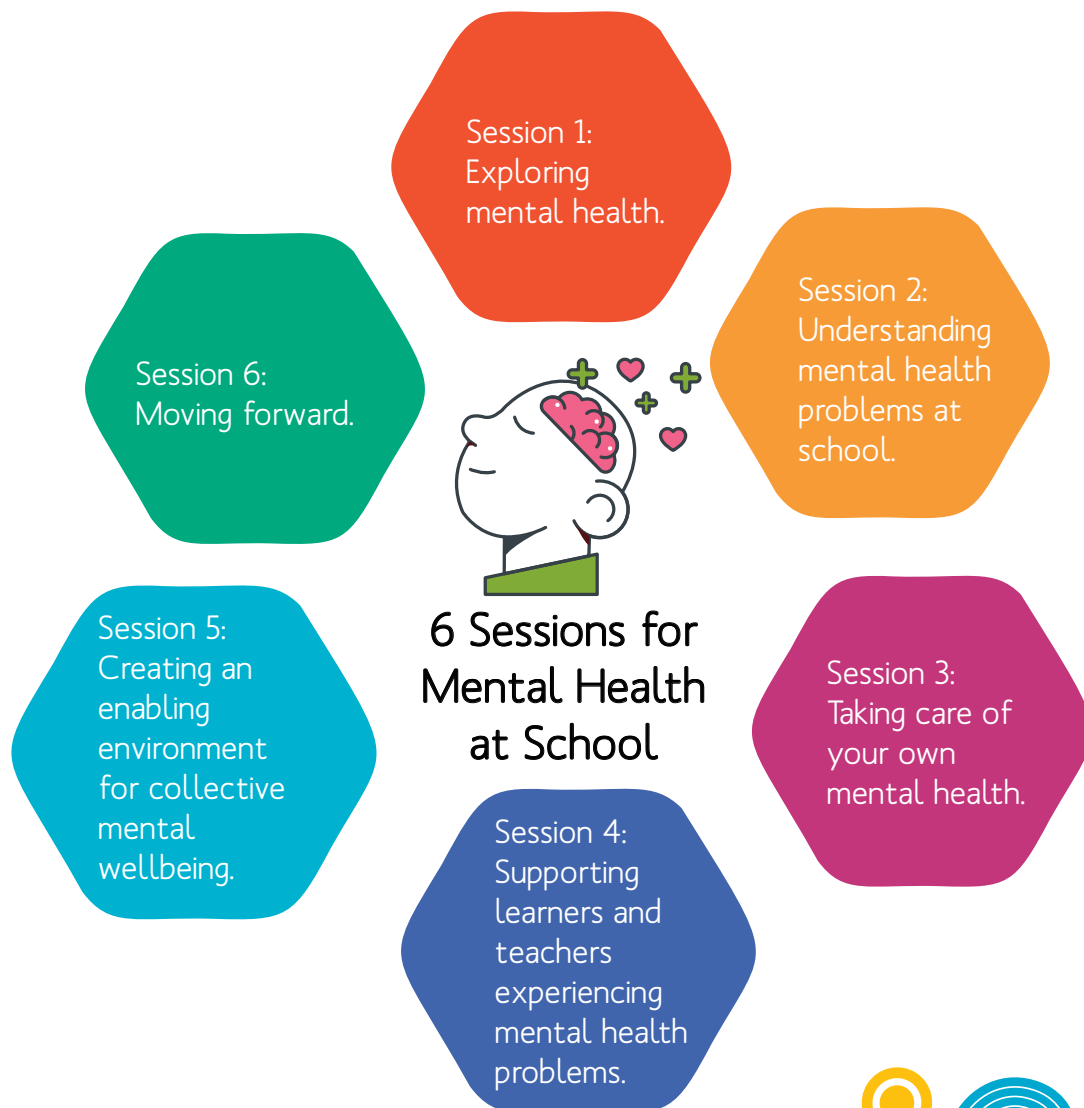 Session 1:
Exploring
mental health.
Session 2:
Understanding
mental health
problems at
school.
Session 3:
Taking care of
your own
mental health.
Session 4:
Supporting
learners and
teachers
experiencing
mental health
problems.
Session 5:
Creating an
enabling
environment
for collective
mental
wellbeing.
Session 6:
Moving forward.
6 Sessions for
Mental Health
at School